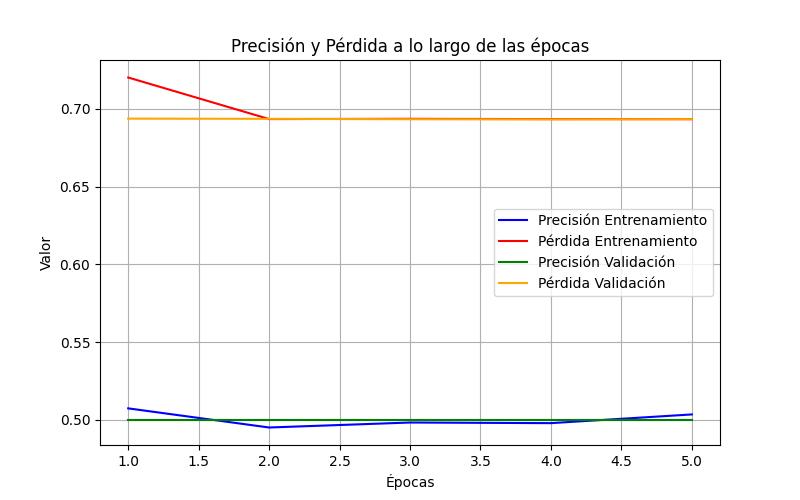 Precisión y Pérdida a lo largo de las épocas
0.70
0.65
0.60
0.55
0.50
Valor
Precisión Entrenamiento
Pérdida Entrenamiento
Precisión Validación
Pérdida Validación
1.0 1.5 2.0 2.5 3.0 3.5 4.0 4.5 5.0
Épocas